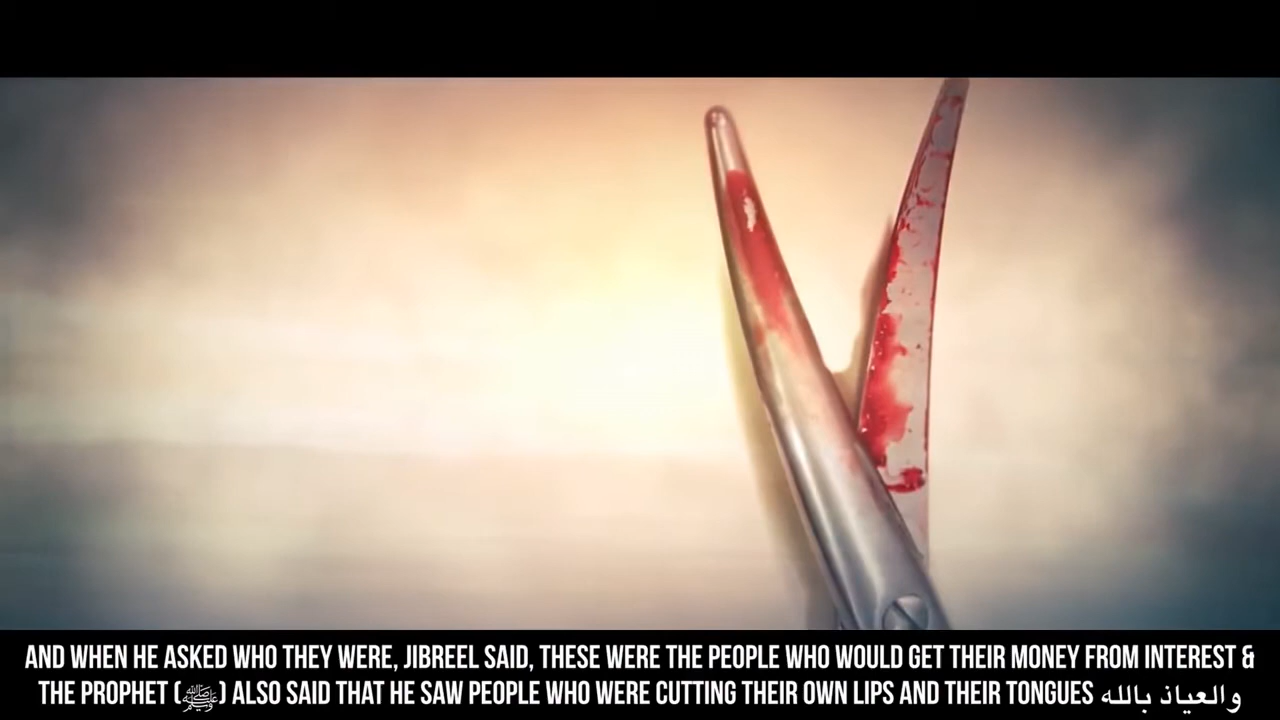 AND WHEN HE ASKED WHO THEY WERE, JIBREEL SAID, THESE WERE THE PEOPLE WHO WOULD GET THEIR MONEY FROM INTEREST &
THE PROPHET (ﷺ) ALSO SAID THAT HE SAW PEOPLE WHO WERE CUTTING THEIR OWN LIPS AND THEIR TONGUES والعياذ بالله